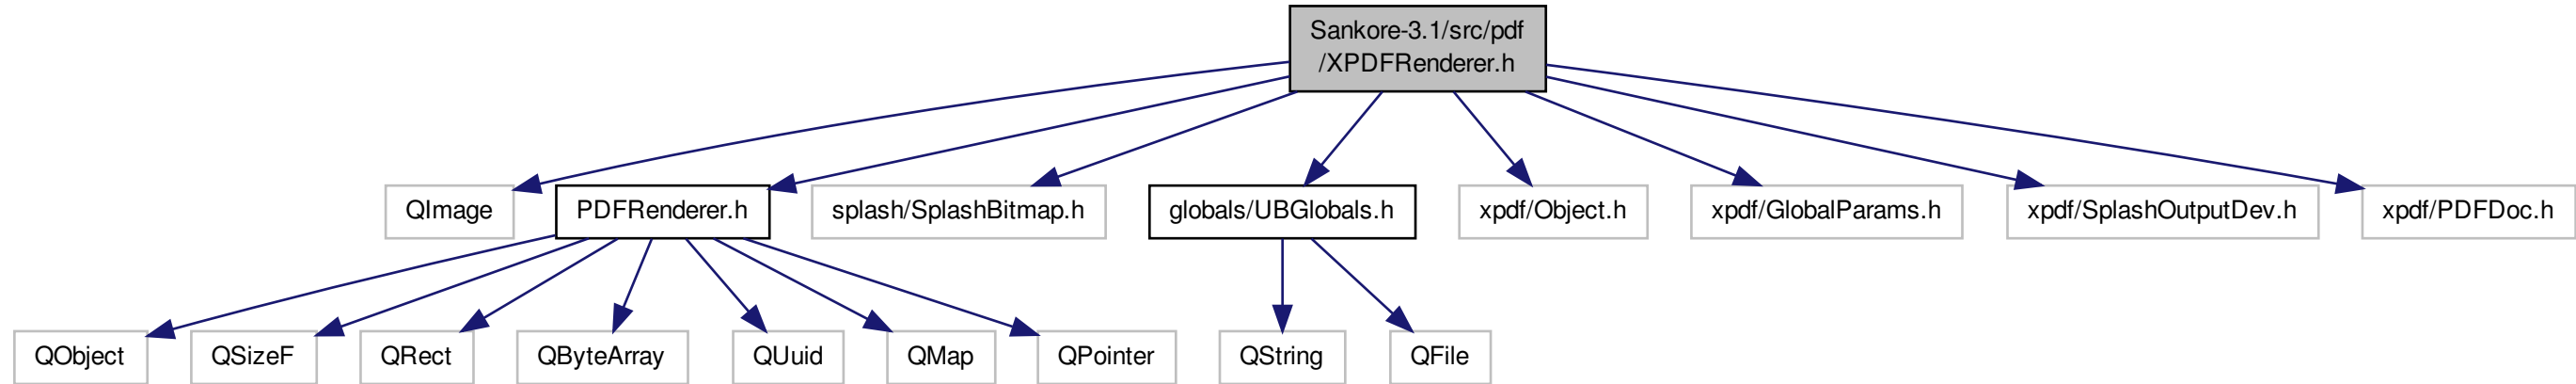 Sankore-3.1/src/pdf
/XPDFRenderer.h
QImage
PDFRenderer.h
splash/SplashBitmap.h
globals/UBGlobals.h
xpdf/Object.h
xpdf/GlobalParams.h
xpdf/SplashOutputDev.h
xpdf/PDFDoc.h
QObject
QSizeF
QRect
QByteArray
QUuid
QMap
QPointer
QString
QFile